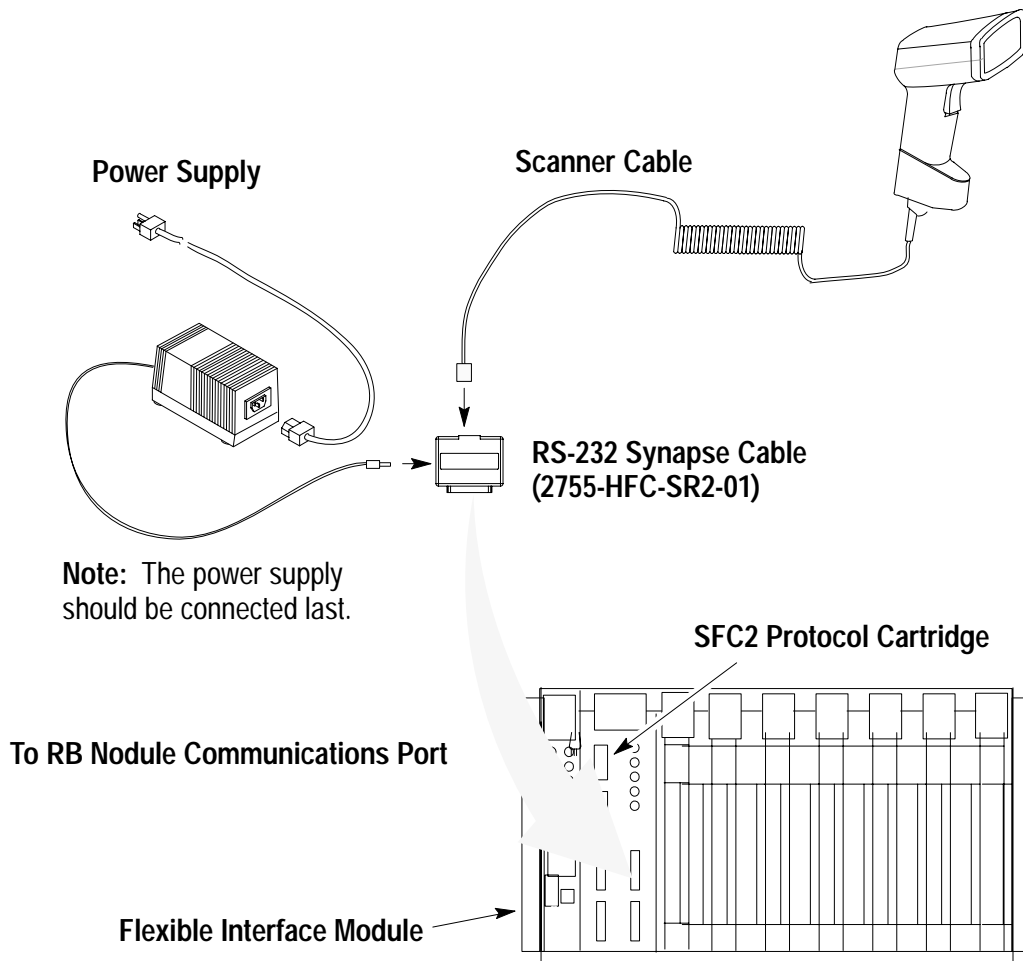 Power Supply
Scanner Cable
RS-232 Synapse Cable
(2755-HFC-SR2-01)
Note: The power supply
should be connected last.
SFC2 Protocol Cartridge
To RB Nodule Communications Port
Flexible Interface Module